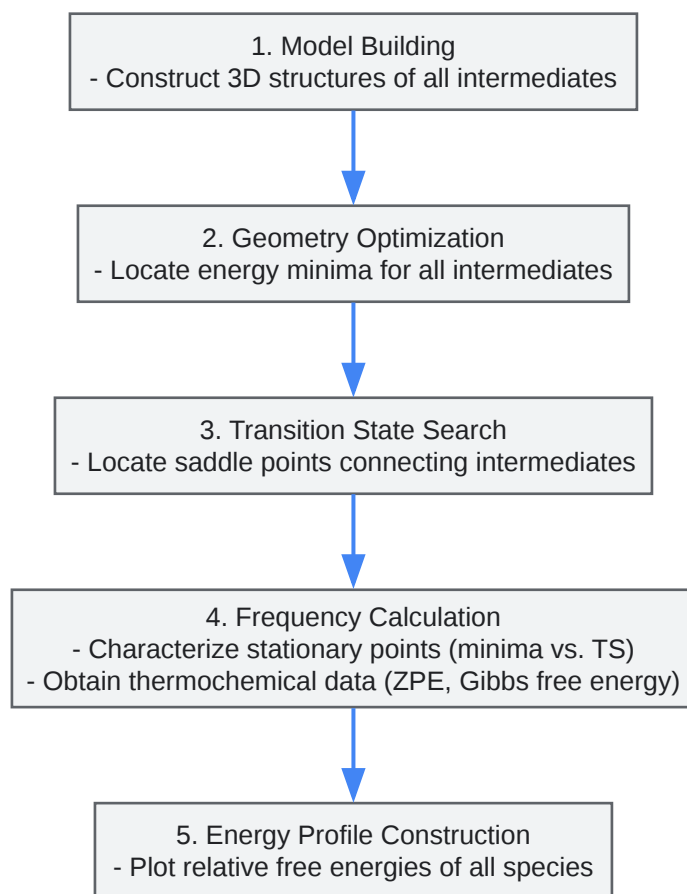 1. Model Building
- Construct 3D structures of all intermediates
2. Geometry Optimization
- Locate energy minima for all intermediates
3. Transition State Search
- Locate saddle points connecting intermediates
4. Frequency Calculation
- Characterize stationary points (minima vs. TS)
- Obtain thermochemical data (ZPE, Gibbs free energy)
5. Energy Profile Construction
- Plot relative free energies of all species